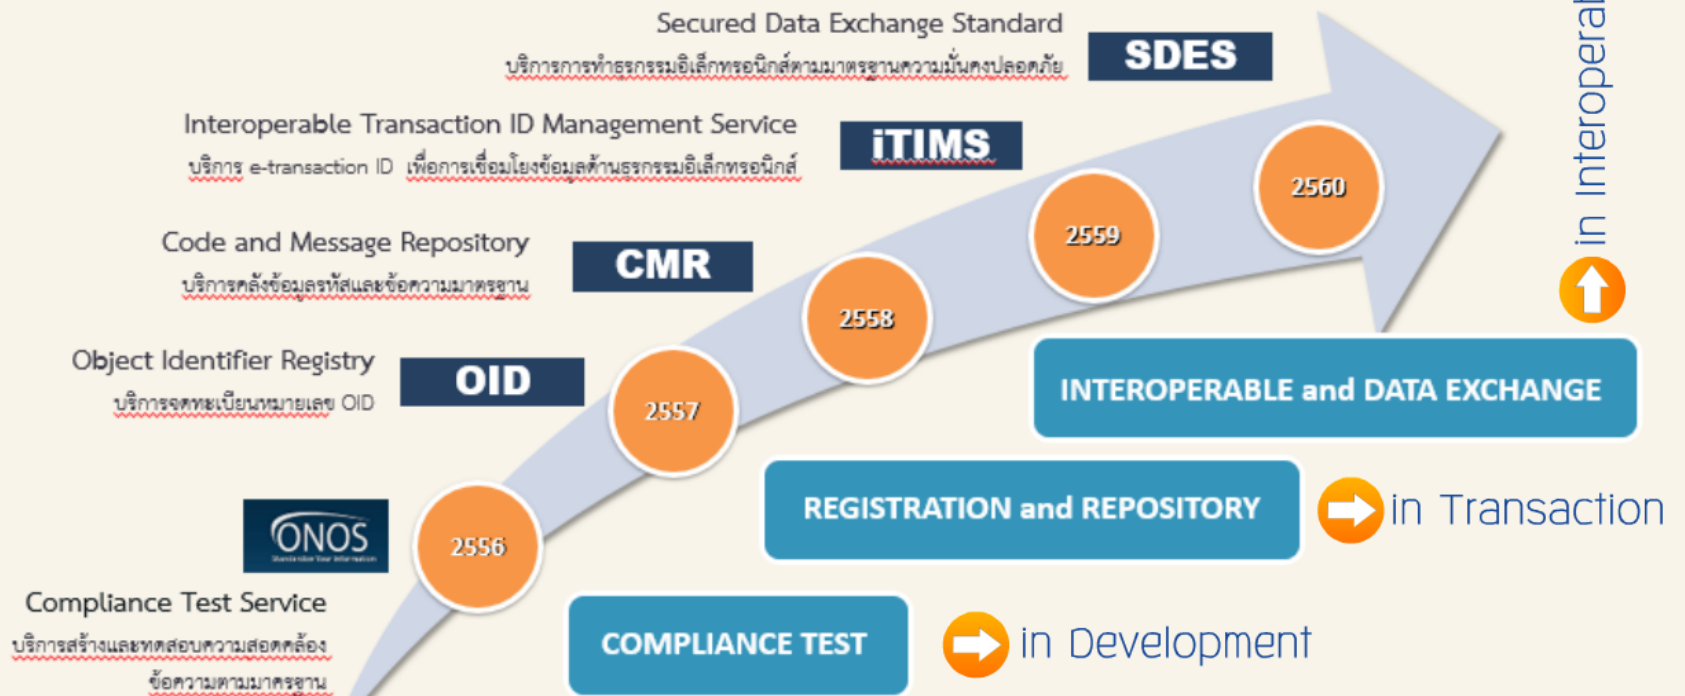 Secured Data Exchange Standard
บริการการทำธุรกรรมอิเล็กทรอนิกส์ตามมาตรฐานความมั่นคงปลอดภัย
SDES
Interoperable Transaction ID Management Service
บริการ e-transaction ID เพื่อการเชื่อมโยงข้อมูลด้านธุรกรรมอิเล็กทรอนิกส์
iTIMS
2560
2559
Code and Message Repository
บริการคลังข้อมูลรหัสและข้อความมาตรฐาน
CMR
2558
Object Identifier Registry
บริการจดทะเบียนหมายเลข OID
OID
2557
INTEROPERABLE and DATA EXCHANGE
in
REGISTRATION and REPOSITORY
in Transaction
ONOS
Standardize Your Information
2556
Compliance Test Service
บริการสร้างและทดสอบความสอดคล้อง
ข้อความตามมาตรฐาน
COMPLIANCE TEST
in Development